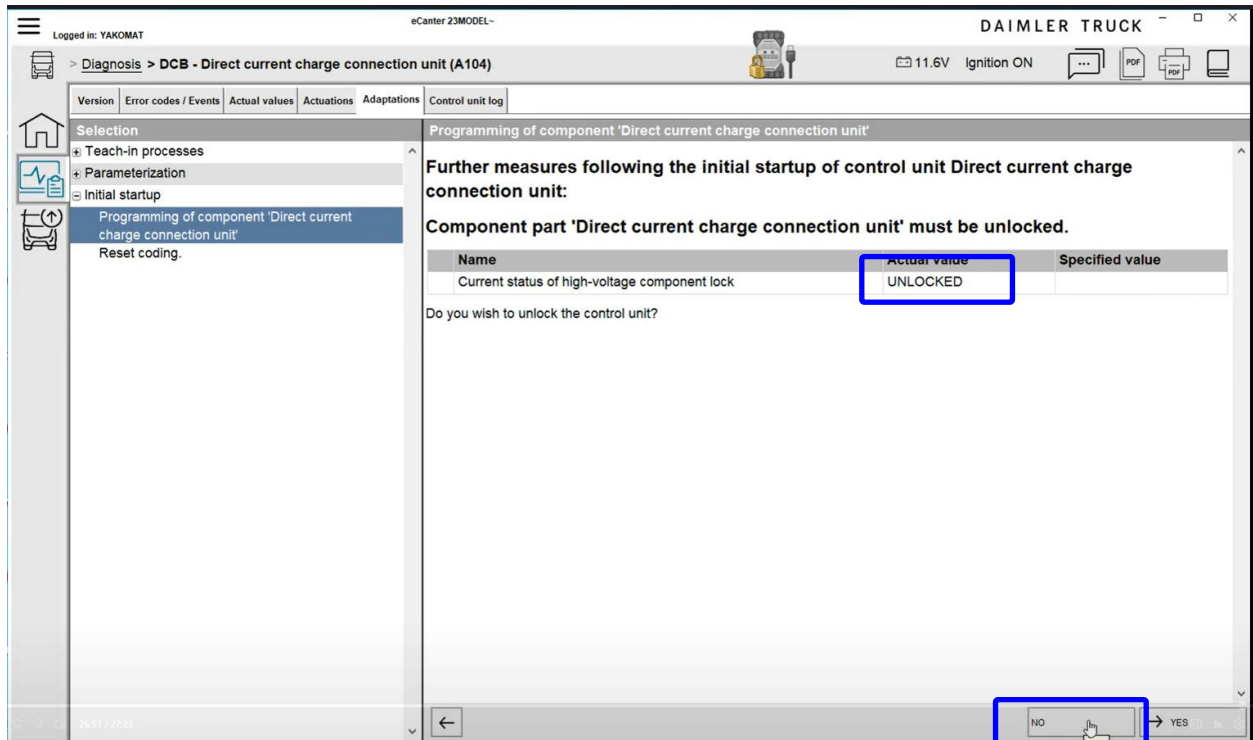 eCanter 23MODEL~
Logged in: YAKOMAT
DAIMLER TRUCK
> Diagnosis > DCB - Direct current charge connection unit (A104)
11.6V Ignition ON
PDF
PDF
Version Error codes / Events Actual values Actuations Adaptations Control unit log
Selection
Teach-in processes
Parameterization
Initial startup
Programming of component 'Direct current
charge connection unit'
Reset coding.
Programming of component 'Direct current charge connection unit'
Further measures following the initial startup of control unit Direct current charge
connection unit:
Component part 'Direct current charge connection unit' must be unlocked.
Name Actual value Specified value
Current status of high-voltage component lock UNLOCKED
Do you wish to unlock the control unit?
NO
YES
26:51 / 27:23